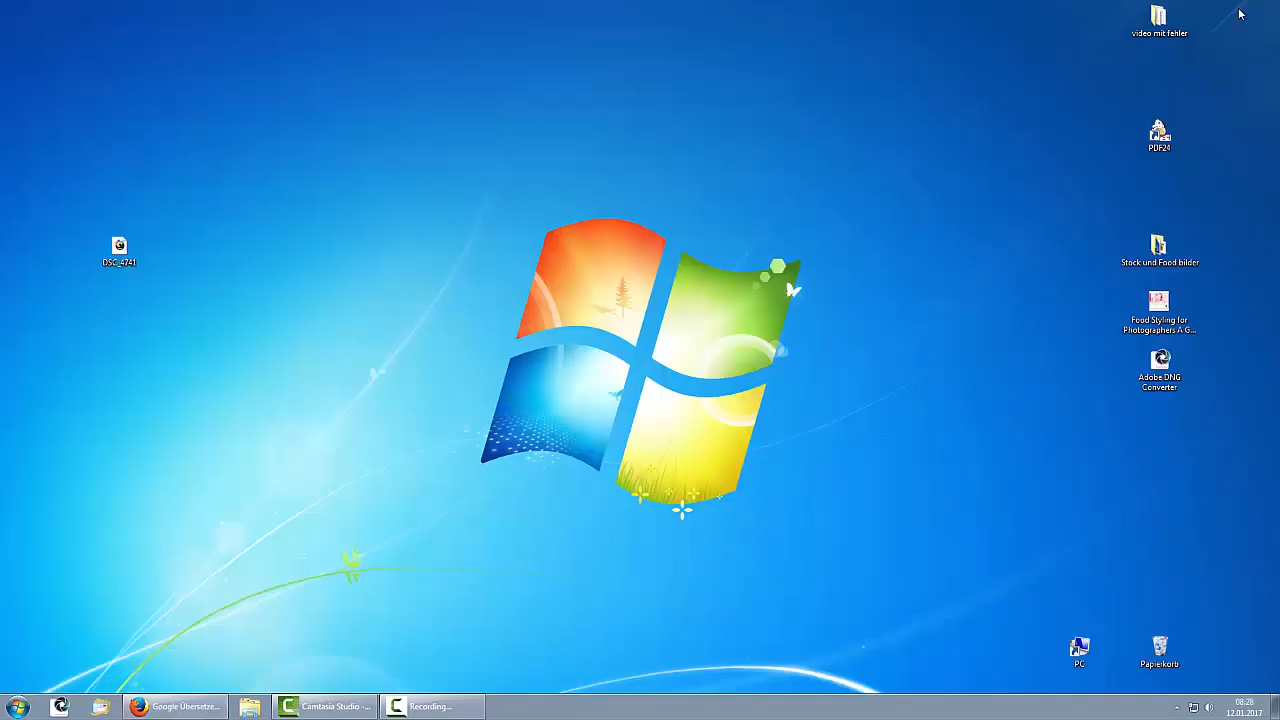 video mit fehler
PDF24
DSC_4741
Stock und Food bilder
Food Styling for
Photographers A G...
Adobe DNG
Converter
PC
Papierkorb
Google Übersetze...
Camtasia Studio -...
Recording...
08:28
12.01.2017